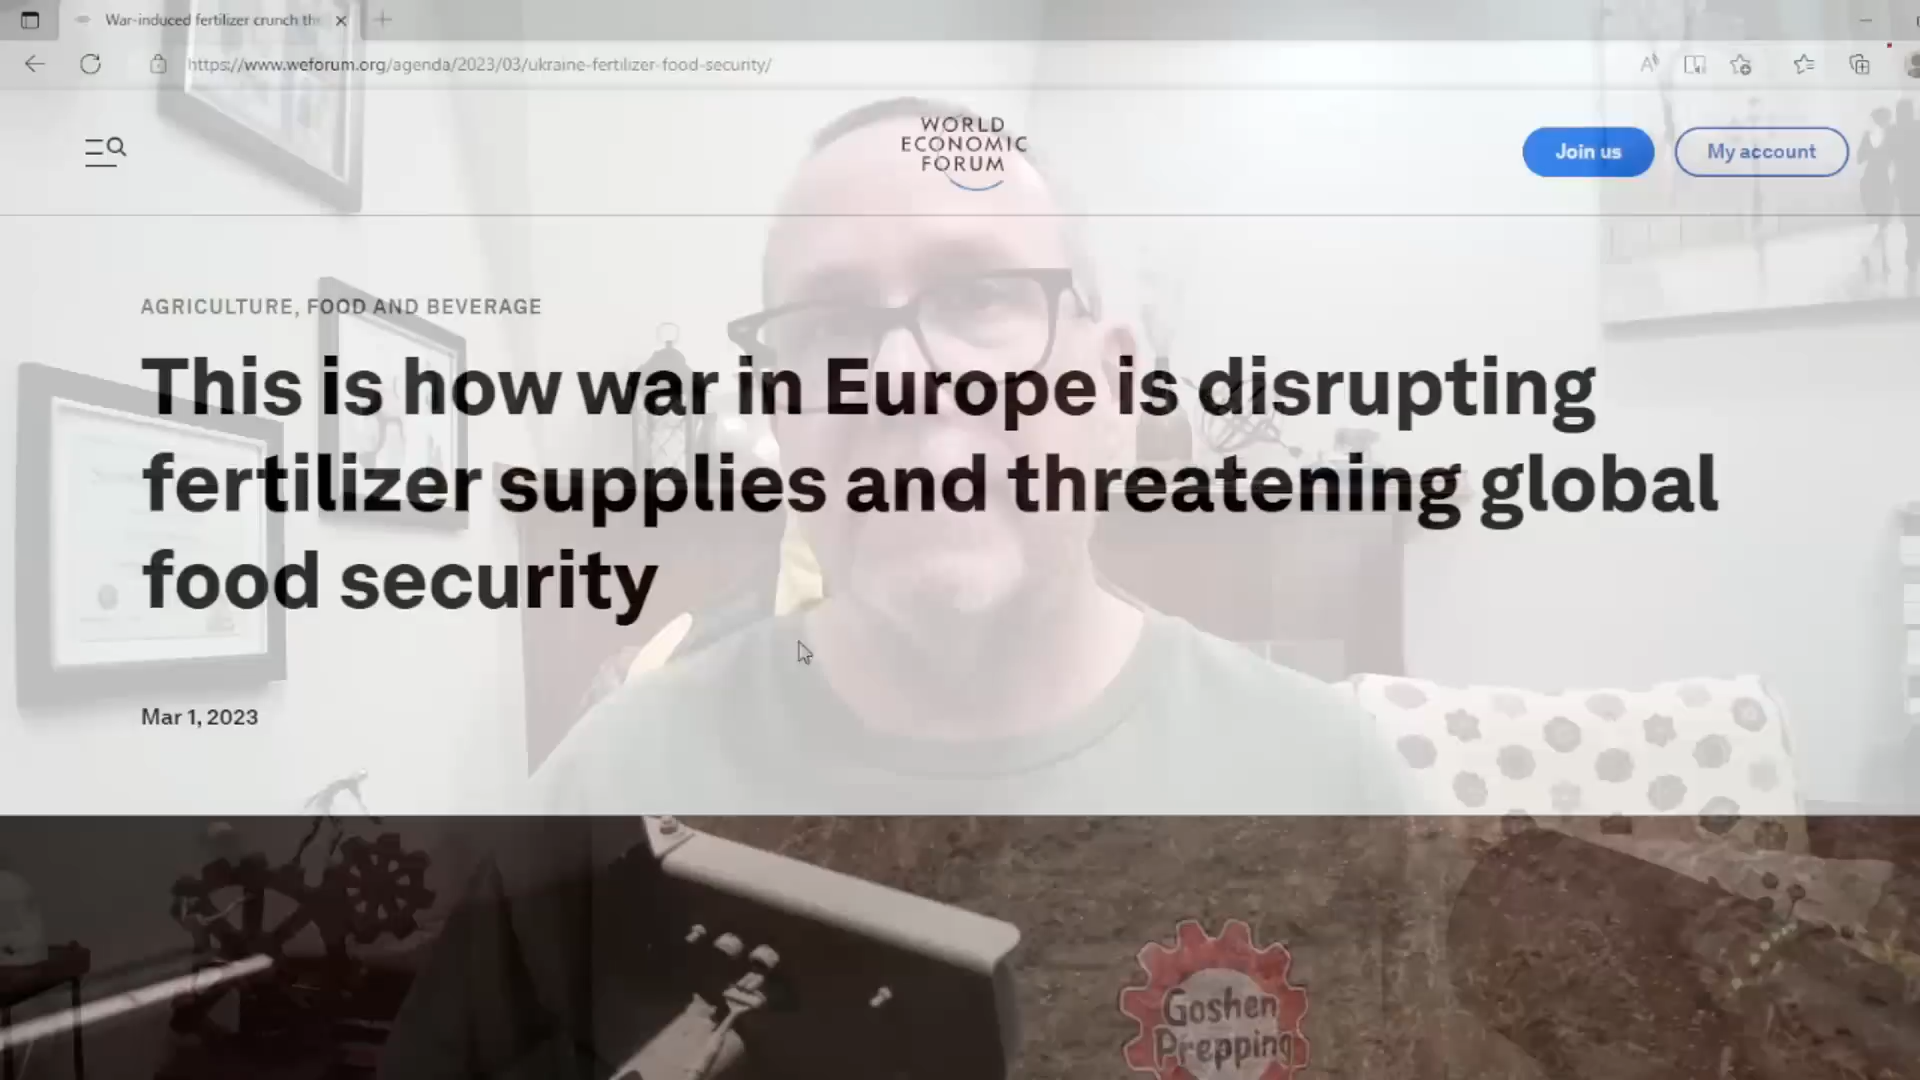 War-induced fertilizer crunch th
https://www.weforum.org/agenda/2023/03/ukraine-fertilizer-food-security/
WORLD
ECONOMIC
FORUM
Join us
My account
AGRICULTURE, FOOD AND BEVERAGE
This is how war in Europe is disrupting
fertilizer supplies and threatening global
food security
Mar 1, 2023
Goshen
Prepping